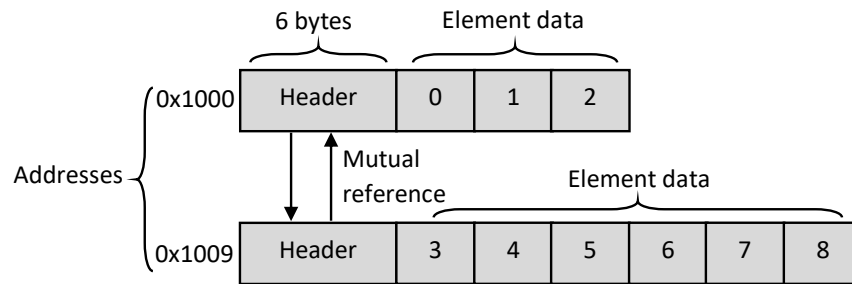 6 bytes
Element data
0x1000
Header
0
1
2
Addresses
Mutual
reference
Element data
0x1009
Header
3
4
5
6
7
8